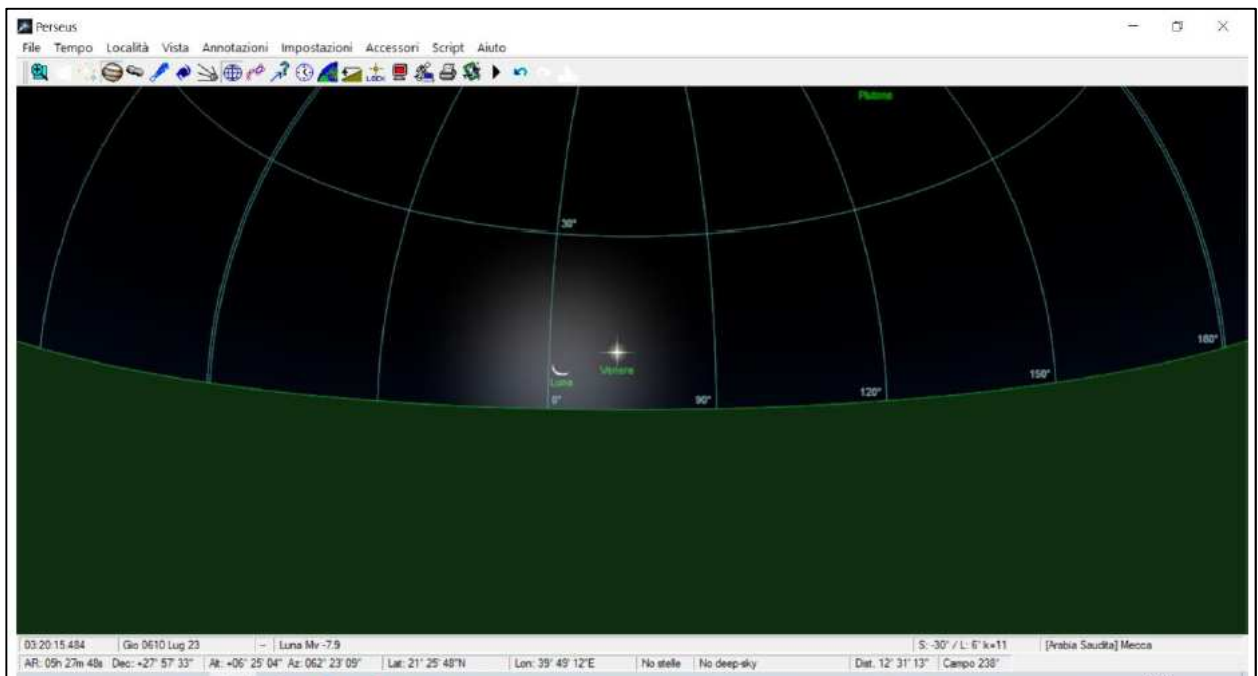 Perseus
File Tempo Località Vista Annotazioni Impostazioni Accessori Script Aiuto
LOCK
Plutone
30°
180°
Venere
Luna
150°
120°
0° 90°
03:20:15.484 Gio 0610 Lug 23 -- Luna Mv -7.9 S: -30° / L: 6° k=11 [Arabia Saudita] Mecca
AR: 05h 27m 48s Dec: +27° 57' 33" Alt: +06° 25' 04" Az: 062° 23' 09" Lat: 21° 25' 48"N Lon: 39° 49' 12"E No stelle No deep-sky Dist. 12° 31' 13" Campo 238°